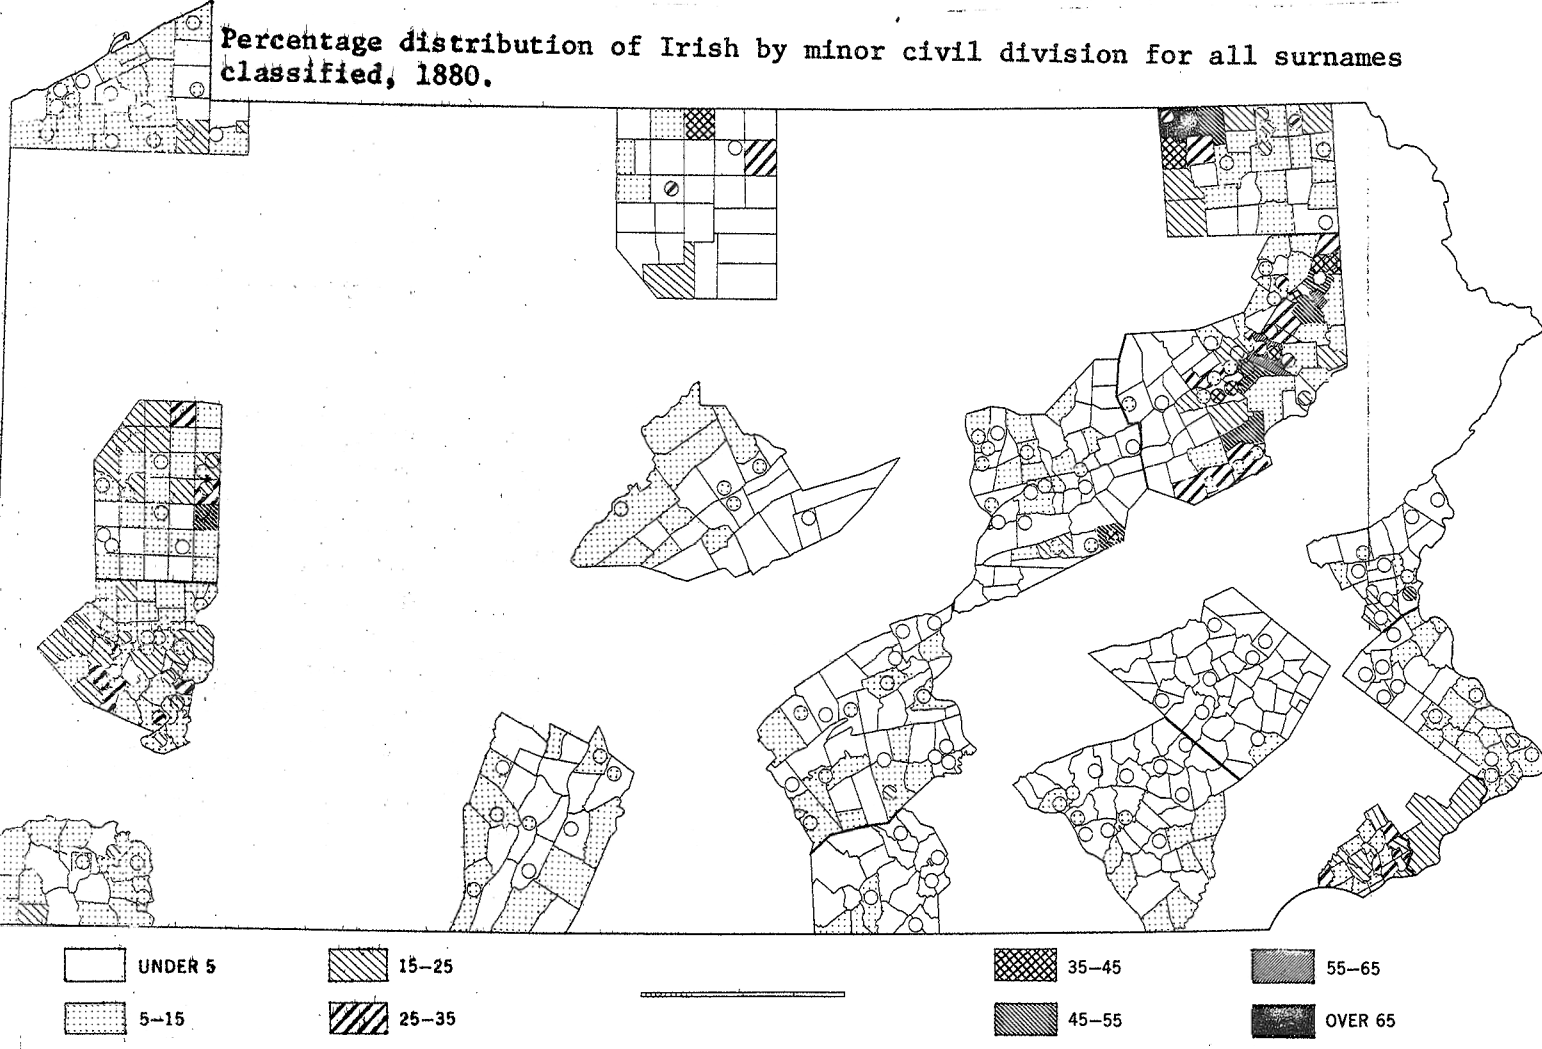 Percentage distribution of Irish by minor civil division for all surnames
classified, 1880.
UNDER 5
15-25
35-45
55-65
5-15
25-35
45-55
OVER 65